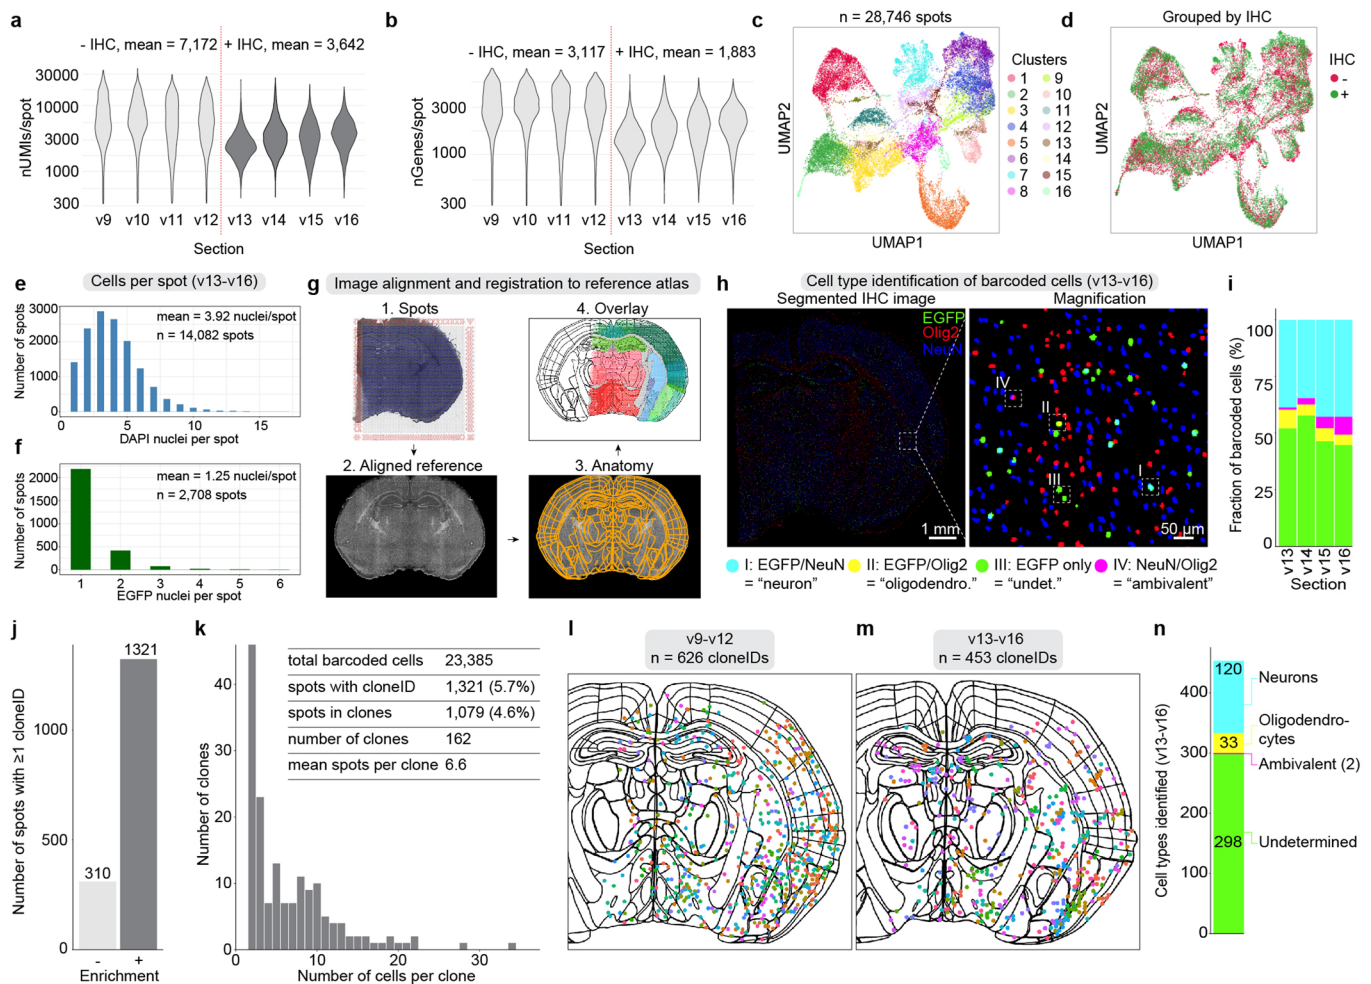 a
- IHC, mean = 7,172
+ IHC, mean = 3,642
nUMIs/spot
30000
10000
3000
1000
300
v9 v10 v11 v12 v13 v14 v15 v16
Section
b
- IHC, mean = 3,117
+ IHC, mean = 1,883
nGenes/spot
3000
1000
300
v9 v10 v11 v12 v13 v14 v15 v16
Section
c
n = 28,746 spots
UMAP2
UMAP1
Clusters
1 9
2 10
3 11
4 12
5 13
6 14
7 15
8 16
d
Grouped by IHC
UMAP2
UMAP1
IHC
-
+
e
Cells per spot (v13-v16)
Number of spots
3000
2000
1000
0
mean = 3.92 nuclei/spot
n = 14,082 spots
0 5 10 15
DAPI nuclei per spot
f
Number of spots
2000
1500
1000
500
0
mean = 1.25 nuclei/spot
n = 2,708 spots
1 2 3 4 5 6
EGFP nuclei per spot
g
Image alignment and registration to reference atlas
1. Spots
4. Overlay
2. Aligned reference
3. Anatomy
h
Cell type identification of barcoded cells (v13-v16)
Segmented IHC image
Magnification
EGFP
Olig2
NeuN
1 mm
IV
II
III
I
50 µm
I: EGFP/NeuN
= “neuron”
II: EGFP/Olig2
= “oligodendro.”
III: EGFP only
= “undet.”
IV: NeuN/Olig2
= “ambivalent”
i
Fraction of barcoded cells (%)
100
75
50
25
0
v13
v14
v15
v16
Section
j
Number of spots with ≥1 cloneID
1000
500
0
310
1321
- +
Enrichment
k
Number of clones
40
30
20
10
0
total barcoded cells 23,385
spots with cloneID 1,321 (5.7%)
spots in clones 1,079 (4.6%)
number of clones 162
mean spots per clone 6.6
0 10 20 30
Number of cells per clone
l
v9-v12
n = 626 cloneIDs
m
v13-v16
n = 453 cloneIDs
n
Cell types identified (v13-v16)
400
300
200
100
0
120
33
298
Neurons
Oligodendro-
cytes
Ambivalent (2)
Undetermined